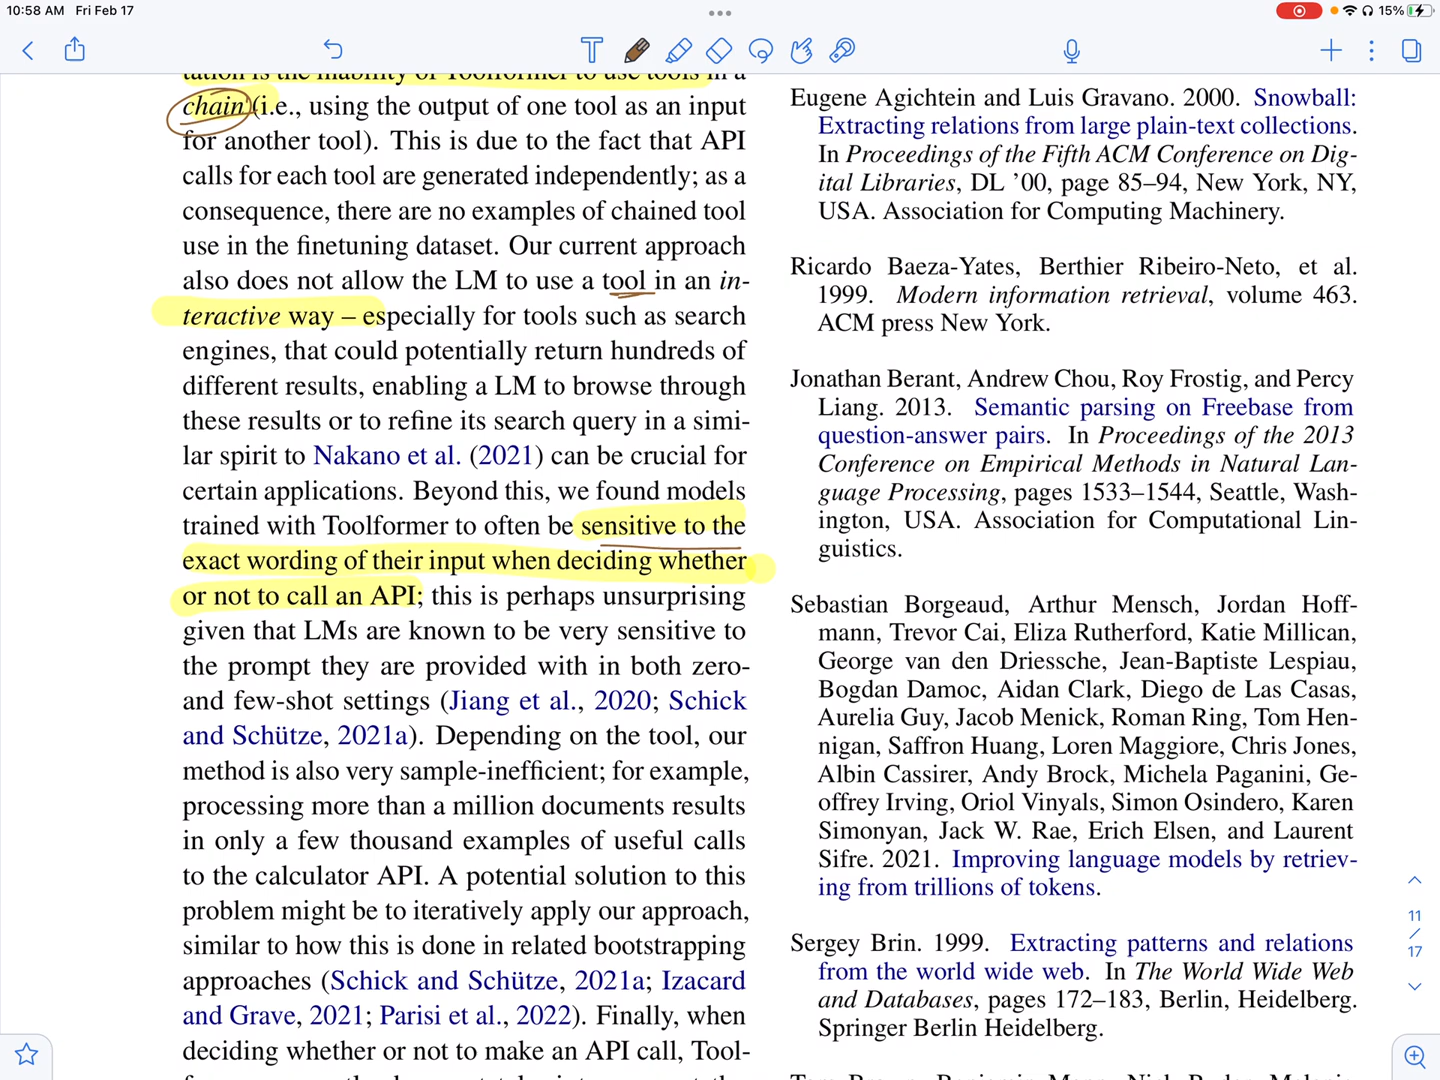 10:58 AM Fri Feb 17
15%
tation is the inability of Toolformer to use tools in a
chain (i.e., using the output of one tool as an input
for another tool). This is due to the fact that API
calls for each tool are generated independently; as a
consequence, there are no examples of chained tool
use in the finetuning dataset. Our current approach
also does not allow the LM to use a tool in an in-
teractive way – especially for tools such as search
engines, that could potentially return hundreds of
different results, enabling a LM to browse through
these results or to refine its search query in a simi-
lar spirit to Nakano et al. (2021) can be crucial for
certain applications. Beyond this, we found models
trained with Toolformer to often be sensitive to the
exact wording of their input when deciding whether
or not to call an API; this is perhaps unsurprising
given that LMs are known to be very sensitive to
the prompt they are provided with in both zero-
and few-shot settings (Jiang et al., 2020; Schick
and Schütze, 2021a). Depending on the tool, our
method is also very sample-inefficient; for example,
processing more than a million documents results
in only a few thousand examples of useful calls
to the calculator API. A potential solution to this
problem might be to iteratively apply our approach,
similar to how this is done in related bootstrapping
approaches (Schick and Schütze, 2021a; Izacard
and Grave, 2021; Parisi et al., 2022). Finally, when
deciding whether or not to make an API call, Tool-
Eugene Agichtein and Luis Gravano. 2000. Snowball:
Extracting relations from large plain-text collections.
In Proceedings of the Fifth ACM Conference on Dig-
ital Libraries, DL ’00, page 85–94, New York, NY,
USA. Association for Computing Machinery.
Ricardo Baeza-Yates, Berthier Ribeiro-Neto, et al.
1999. Modern information retrieval, volume 463.
ACM press New York.
Jonathan Berant, Andrew Chou, Roy Frostig, and Percy
Liang. 2013. Semantic parsing on Freebase from
question-answer pairs. In Proceedings of the 2013
Conference on Empirical Methods in Natural Lan-
guage Processing, pages 1533–1544, Seattle, Wash-
ington, USA. Association for Computational Lin-
guistics.
Sebastian Borgeaud, Arthur Mensch, Jordan Hoff-
mann, Trevor Cai, Eliza Rutherford, Katie Millican,
George van den Driessche, Jean-Baptiste Lespiau,
Bogdan Damoc, Aidan Clark, Diego de Las Casas,
Aurelia Guy, Jacob Menick, Roman Ring, Tom Hen-
nigan, Saffron Huang, Loren Maggiore, Chris Jones,
Albin Cassirer, Andy Brock, Michela Paganini, Ge-
offrey Irving, Oriol Vinyals, Simon Osindero, Karen
Simonyan, Jack W. Rae, Erich Elsen, and Laurent
Sifre. 2021. Improving language models by retriev-
ing from trillions of tokens.
Sergey Brin. 1999. Extracting patterns and relations
from the world wide web. In The World Wide Web
and Databases, pages 172–183, Berlin, Heidelberg.
Springer Berlin Heidelberg.
11
/
17